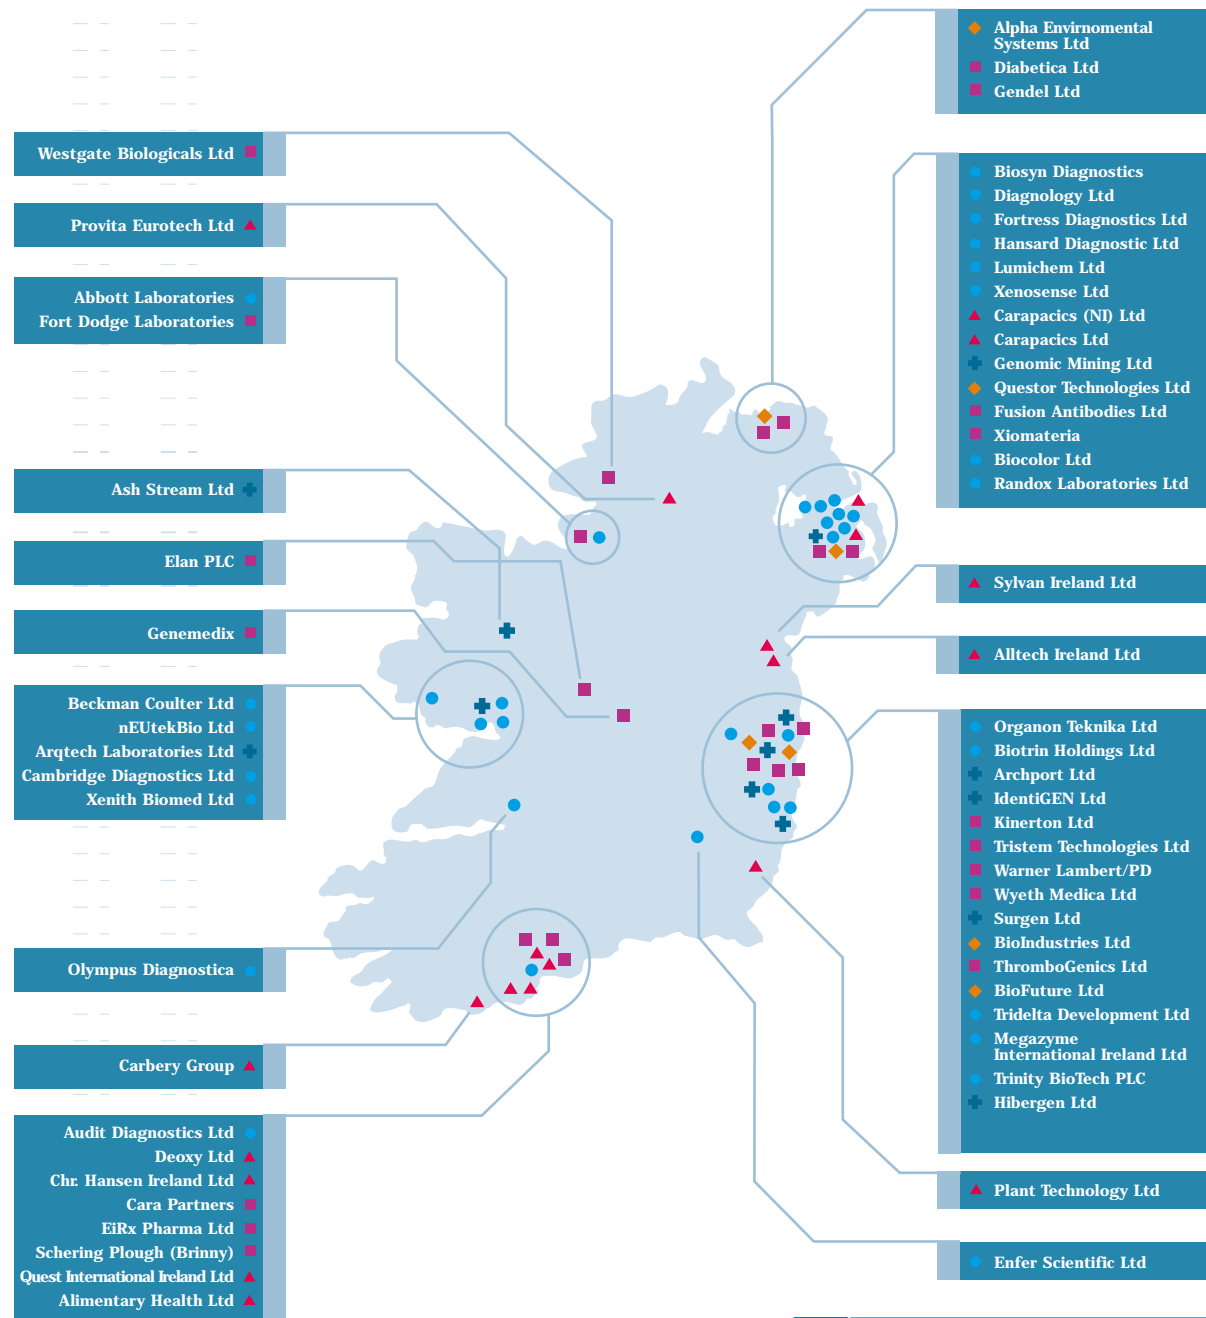 Westgate Biologicals Ltd
Provita Eurotech Ltd
Abbott Laboratories
Fort Dodge Laboratories
Ash Stream Ltd
Elan PLC
Genemedix
Beckman Coulter Ltd
nEUtekBio Ltd
Arqtech Laboratories Ltd
Cambridge Diagnostics Ltd
Xenith Biomed Ltd
Olympus Diagnostica
Carbery Group
Audit Diagnostics Ltd
Deoxy Ltd
Chr. Hansen Ireland Ltd
Cara Partners
EiRx Pharma Ltd
Schering Plough (Brinny)
Quest International Ireland Ltd
Alimentary Health Ltd
Alpha Envirnomental
Systems Ltd
Diabetica Ltd
Gendel Ltd
Biosyn Diagnostics
Diagnology Ltd
Fortress Diagnostics Ltd
Hansard Diagnostic Ltd
Lumichem Ltd
Xenosense Ltd
Carapacics (NI) Ltd
Carapacics Ltd
Genomic Mining Ltd
Questor Technologies Ltd
Fusion Antibodies Ltd
Xiomateria
Biocolor Ltd
Randox Laboratories Ltd
Sylvan Ireland Ltd
Alltech Ireland Ltd
Organon Teknika Ltd
Biotrin Holdings Ltd
Archport Ltd
IdentiGEN Ltd
Kinerton Ltd
Tristem Technologies Ltd
Warner Lambert/PD
Wyeth Medica Ltd
Surgen Ltd
BioIndustries Ltd
ThromboGenics Ltd
BioFuture Ltd
Tridelta Development Ltd
Megazyme
International Ireland Ltd
Trinity BioTech PLC
Hibergen Ltd
Plant Technology Ltd
Enfer Scientific Ltd